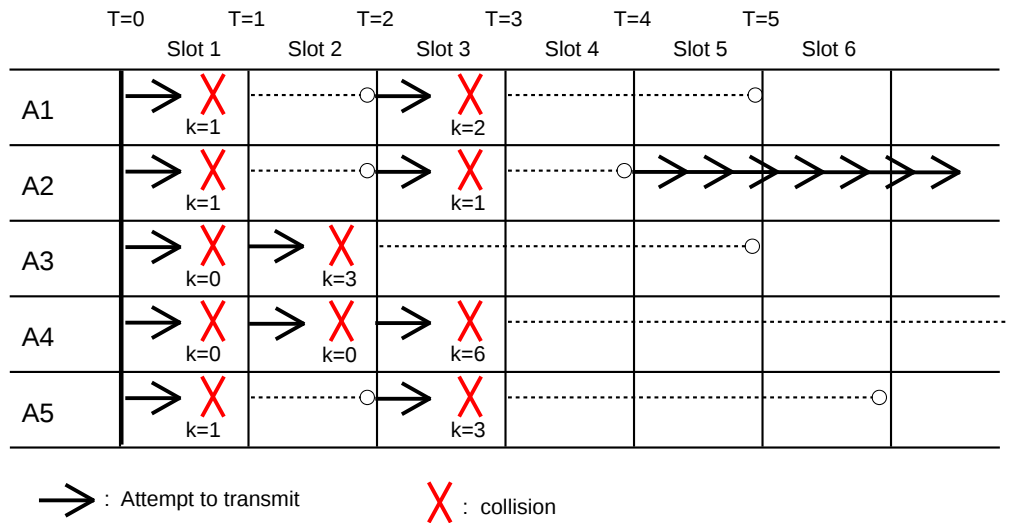 T=0 T=1 T=2 T=3 T=4 T=5
Slot 1 Slot 2 Slot 3 Slot 4 Slot 5 Slot 6
A1
k=1 k=2
A2
k=1 k=1
A3
k=0 k=3
A4
k=0 k=0 k=6
A5
k=1 k=3
: Attempt to transmit : collision